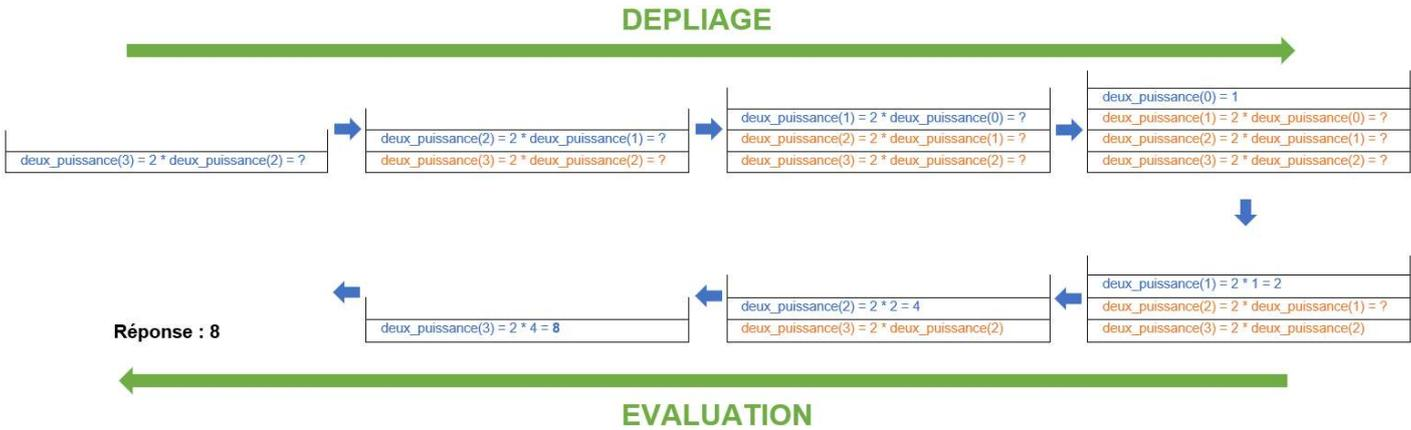 DEPLIAGE
deux_puissance(3) = 2 * deux_puissance(2) = ?
deux_puissance(2) = 2 * deux_puissance(1) = ?
deux_puissance(3) = 2 * deux_puissance(2) = ?
deux_puissance(1) = 2 * deux_puissance(0) = ?
deux_puissance(2) = 2 * deux_puissance(1) = ?
deux_puissance(3) = 2 * deux_puissance(2) = ?
deux_puissance(0) = 1
deux_puissance(1) = 2 * deux_puissance(0) = ?
deux_puissance(2) = 2 * deux_puissance(1) = ?
deux_puissance(3) = 2 * deux_puissance(2) = ?
deux_puissance(1) = 2 * 1 = 2
deux_puissance(2) = 2 * deux_puissance(1) = ?
deux_puissance(3) = 2 * deux_puissance(2)
deux_puissance(2) = 2 * 2 = 4
deux_puissance(3) = 2 * deux_puissance(2)
deux_puissance(3) = 2 * 4 = 8
Réponse : 8
EVALUATION